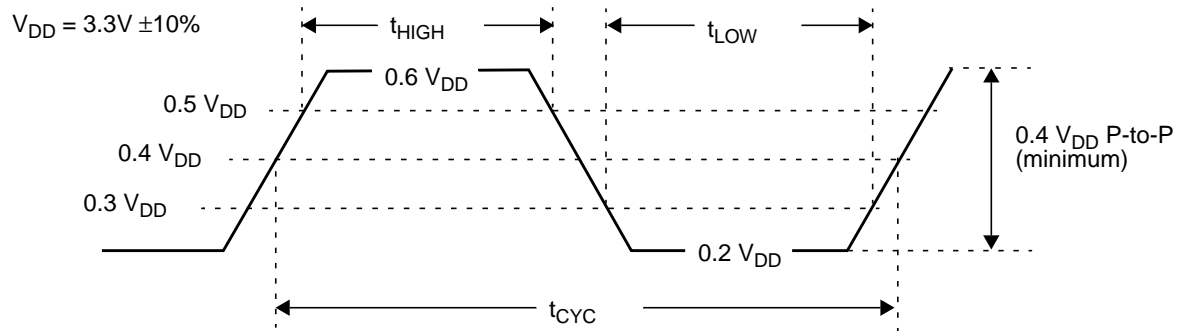 V_DD = 3.3V ±10%
t_HIGH
t_LOW
0.6 V_DD
0.5 V_DD
0.4 V_DD
0.3 V_DD
0.2 V_DD
0.4 V_DD P-to-P
(minimum)
t_CYC